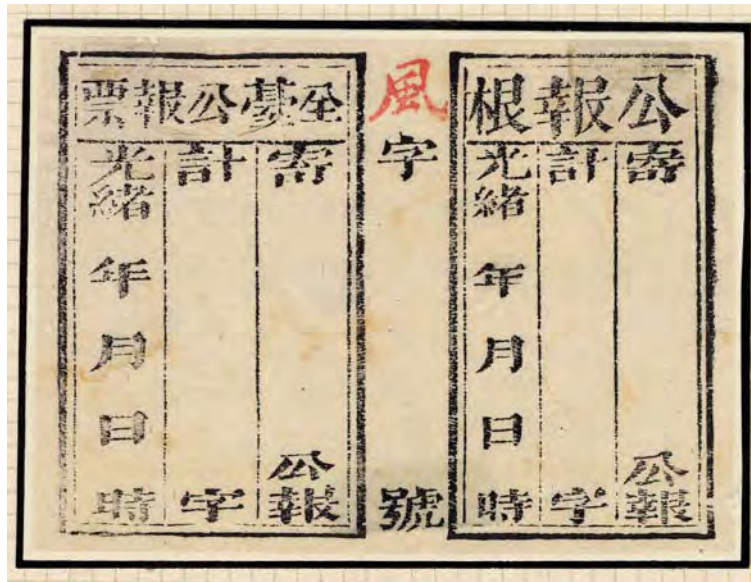 公報根
寄 公報
計 字
光緒 年 月 日 時
風字 號
全臺公報票
寄 公報
計 字
光緒 年 月 日 時